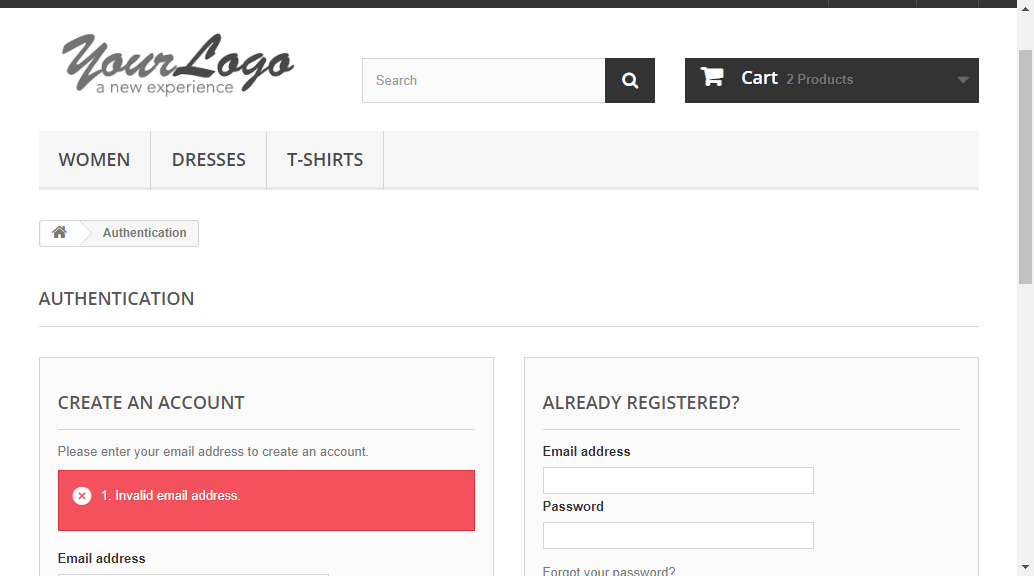 YourLogo
a new experience
Search
Cart 2 Products
WOMEN
DRESSES
T-SHIRTS
Authentication
AUTHENTICATION
CREATE AN ACCOUNT
Please enter your email address to create an account.
1. Invalid email address.
Email address
ALREADY REGISTERED?
Email address
Password
Forgot your password?